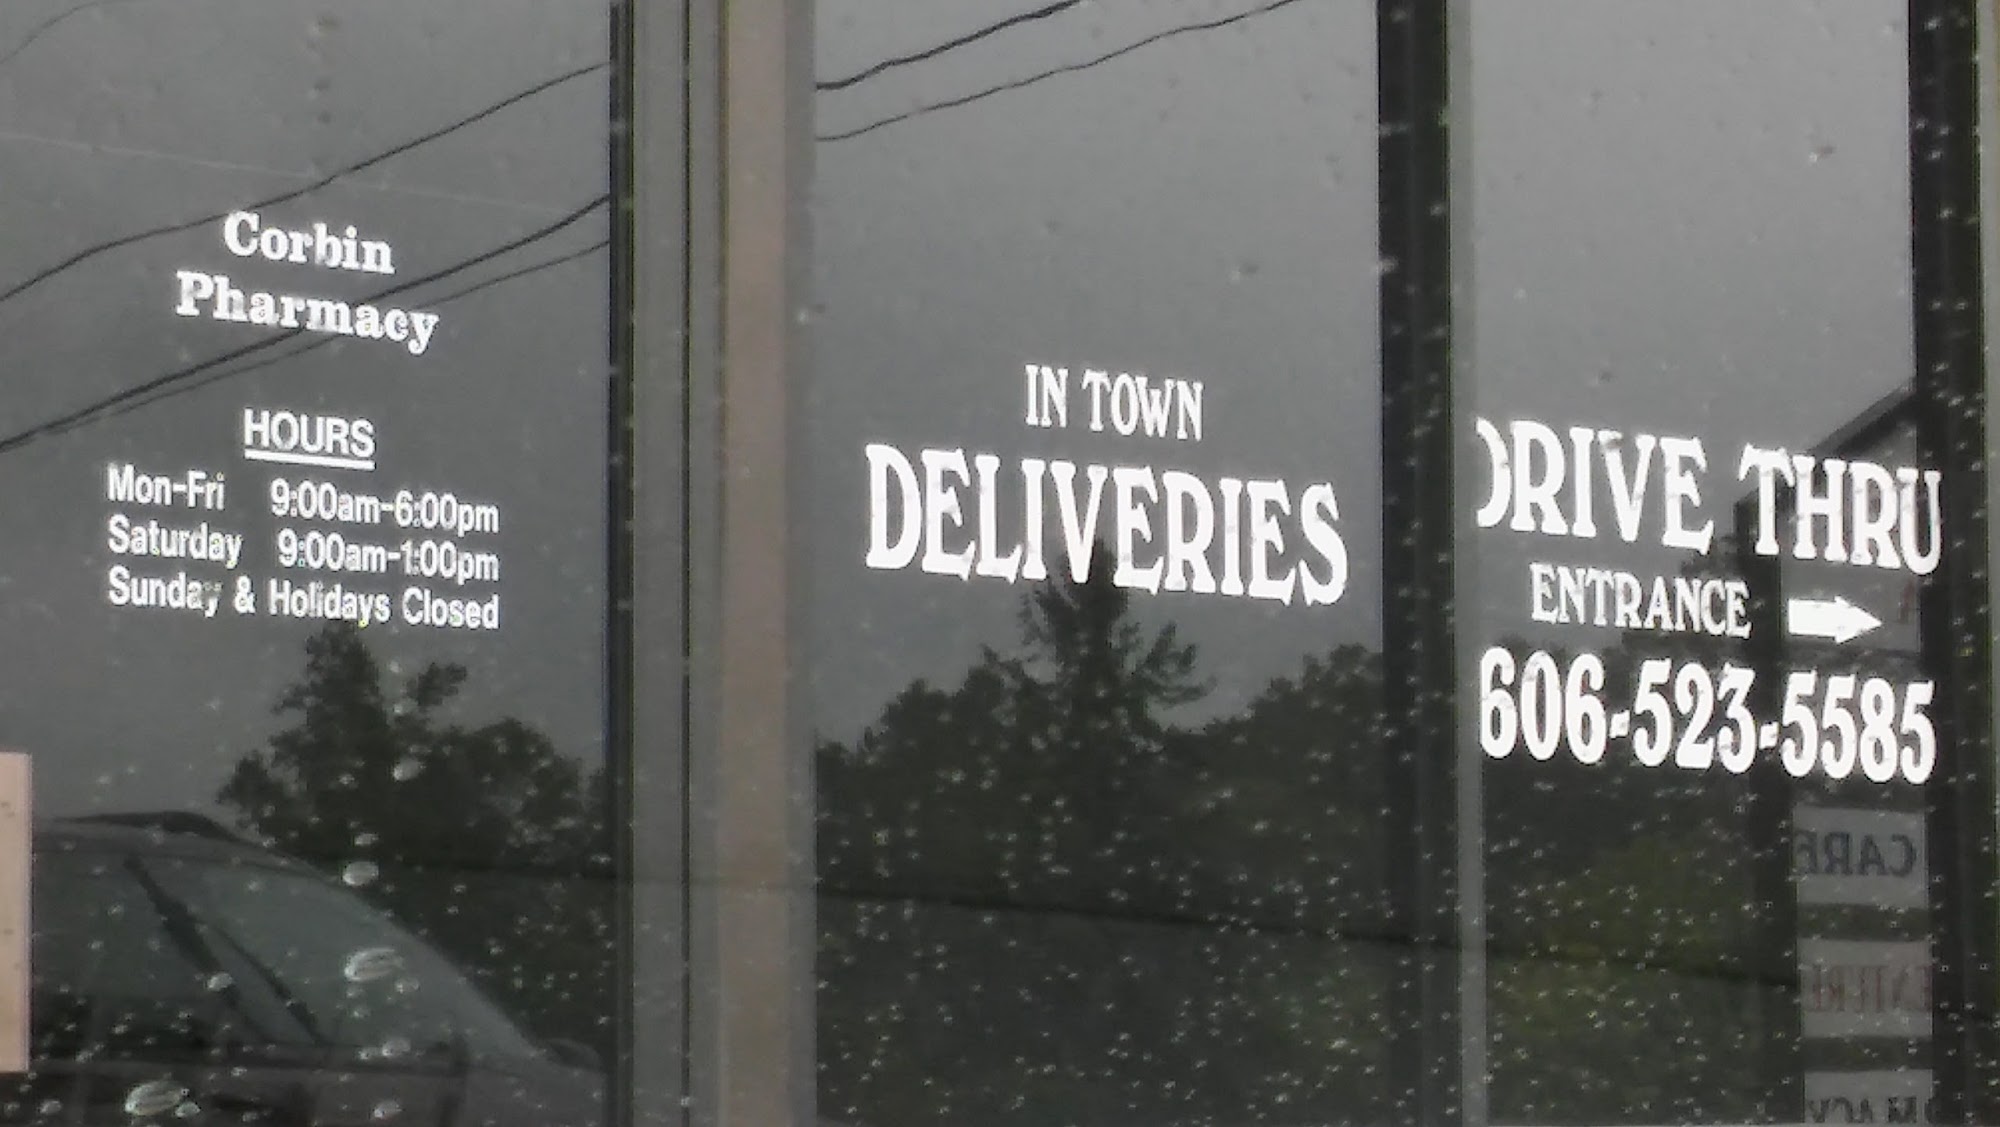 Corbin
Pharmacy
HOURS
Mon-Fri 9:00am-6:00pm
Saturday 9:00am-1:00pm
Sunday & Holidays Closed
IN TOWN
DELIVERIES
DRIVE THRU
ENTRANCE
606-523-5585
CARE